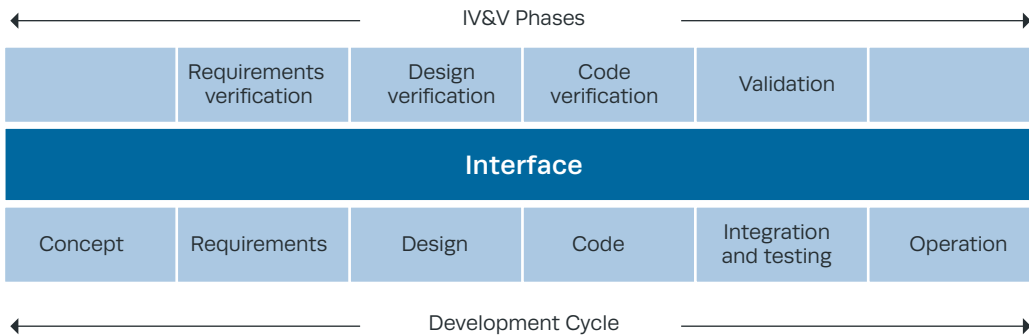 IV&V Phases
Requirements
verification
Design
verification
Code
verification
Validation
Interface
Concept
Requirements
Design
Code
Integration
and testing
Operation
Development Cycle